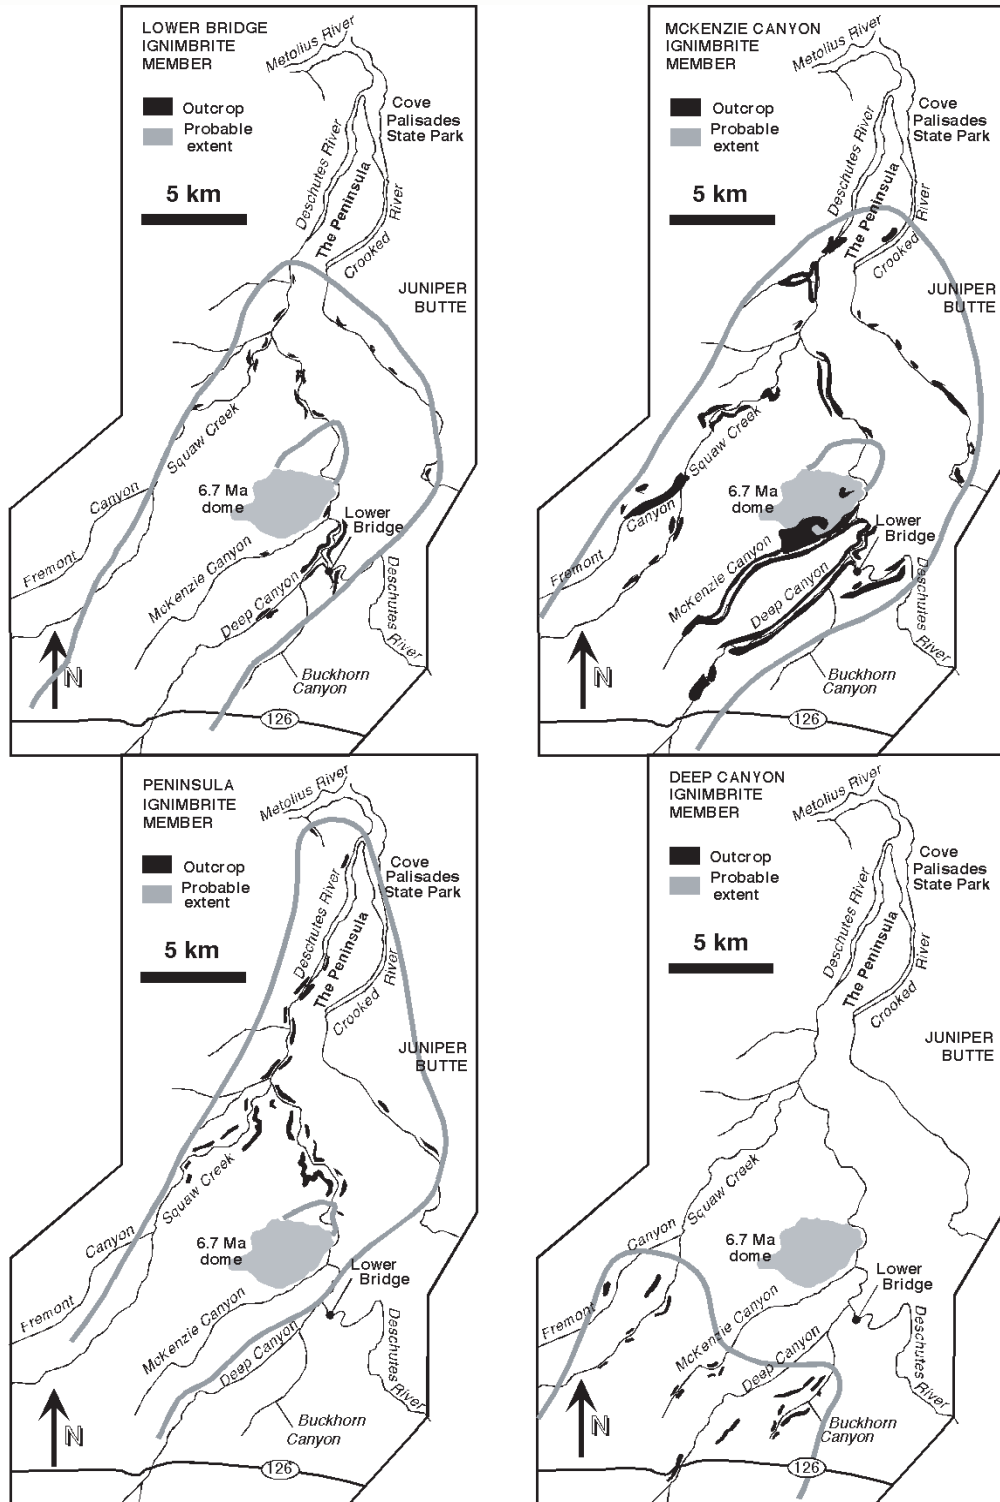 LOWER BRIDGE
IGNIMBRITE
MEMBER
Outcrop
Probable
extent
5 km
Metolius River
Cove
Palisades
State Park
Deschutes River
The Peninsula
Crooked
River
JUNIPER
BUTTE
Squaw Creek
Canyon
Fremont
6.7 Ma
dome
Lower
Bridge
McKenzie Canyon
Deep Canyon
Deschutes
River
Buckhorn
Canyon
N
126
MCKENZIE CANYON
IGNIMBRITE
MEMBER
Outcrop
Probable
extent
5 km
Metolius River
Cove
Palisades
State Park
Deschutes River
The Peninsula
Crooked
River
JUNIPER
BUTTE
Squaw Creek
Canyon
Fremont
6.7 Ma
dome
Lower
Bridge
McKenzie Canyon
Deep Canyon
Deschutes
River
Buckhorn
Canyon
N
126
PENINSULA
IGNIMBRITE
MEMBER
Outcrop
Probable
extent
5 km
Metolius River
Cove
Palisades
State Park
Deschutes River
The Peninsula
Crooked
River
JUNIPER
BUTTE
Squaw Creek
Canyon
Fremont
6.7 Ma
dome
Lower
Bridge
McKenzie Canyon
Deep Canyon
Deschutes
River
Buckhorn
Canyon
N
126
DEEP CANYON
IGNIMBRITE
MEMBER
Outcrop
Probable
extent
5 km
Metolius River
Cove
Palisades
State Park
Deschutes River
The Peninsula
Crooked
River
JUNIPER
BUTTE
Squaw Creek
Canyon
Fremont
6.7 Ma
dome
Lower
Bridge
McKenzie Canyon
Deep Canyon
Deschutes
River
Buckhorn
Canyon
N
126